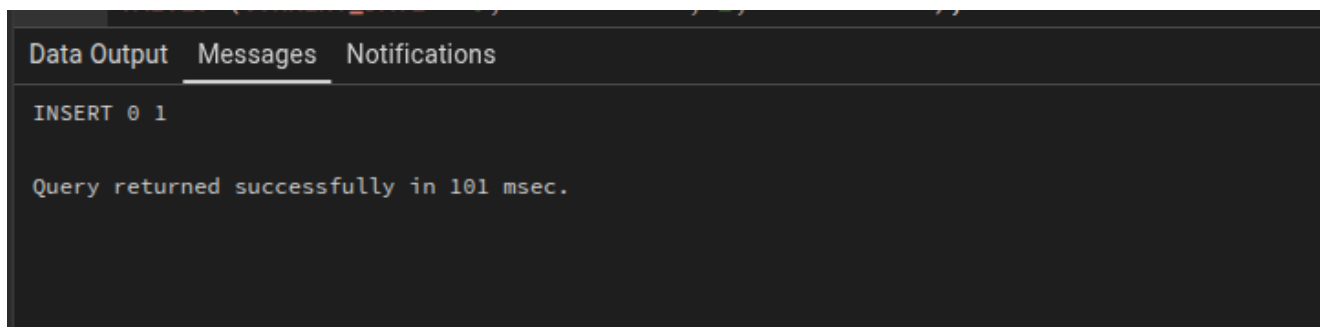 Data Output Messages Notifications
INSERT 0 1
Query returned successfully in 101 msec.